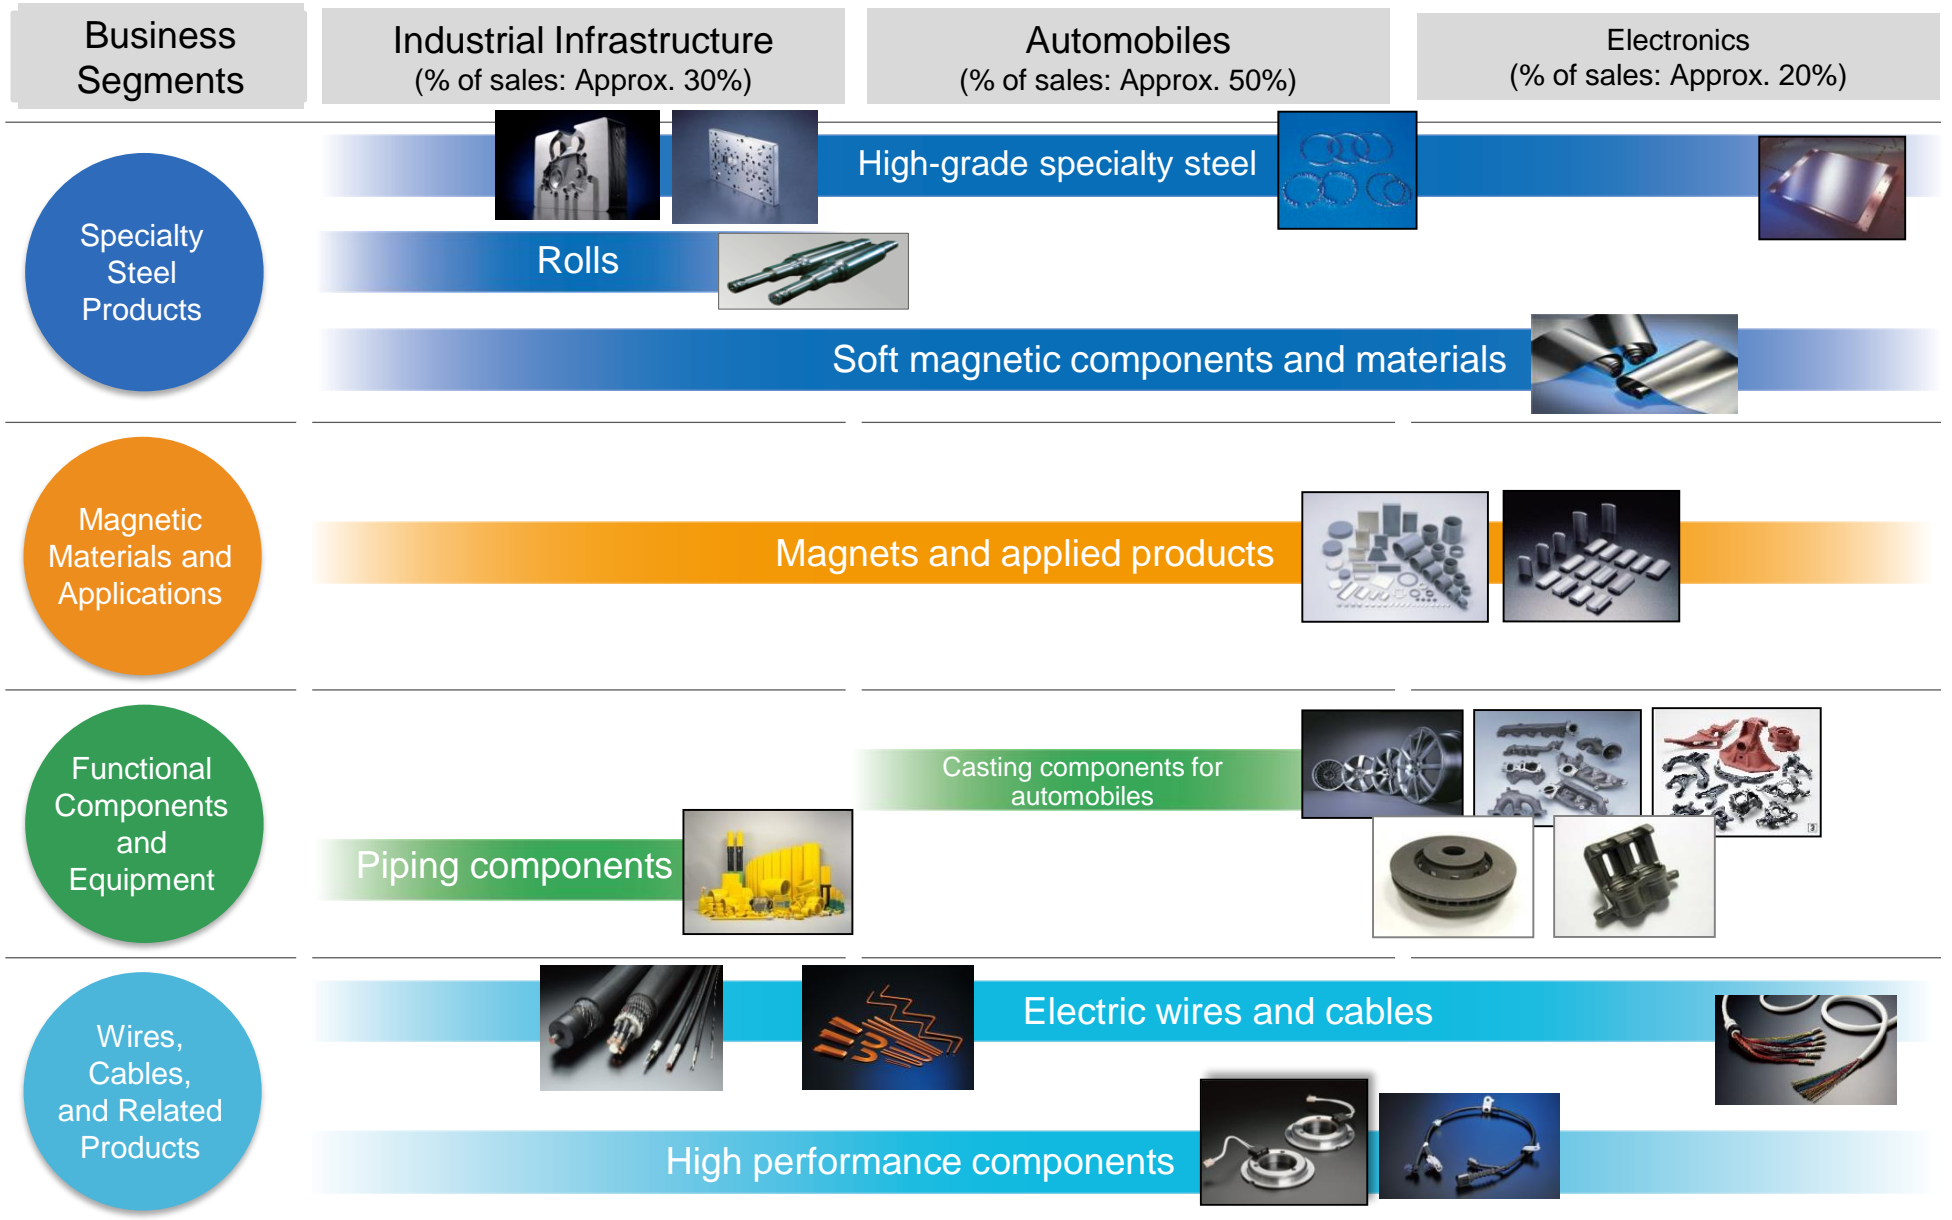 Business
Segments
Industrial Infrastructure
(% of sales: Approx. 30%)
Automobiles
(% of sales: Approx. 50%)
Electronics
(% of sales: Approx. 20%)
Specialty
Steel
Products
High-grade specialty steel
Rolls
Soft magnetic components and materials
Magnetic
Materials and
Applications
Magnets and applied products
Functional
Components
and
Equipment
Casting components for
automobiles
3
Piping components
Wires,
Cables,
and Related
Products
Electric wires and cables
High performance components